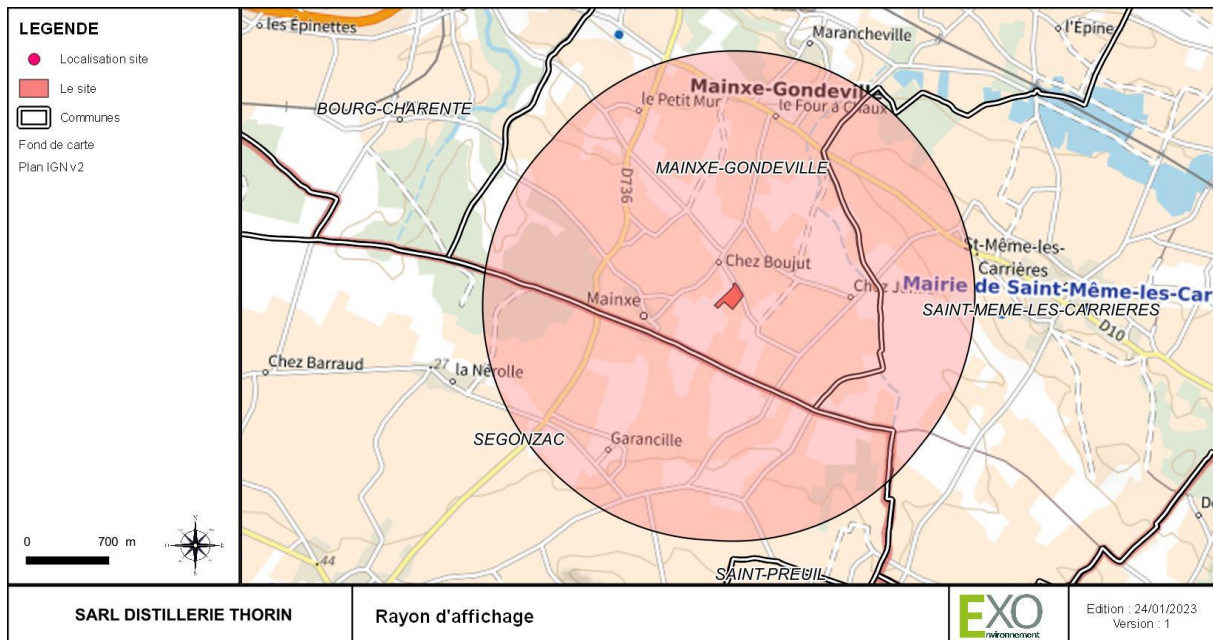 LEGENDE
Localisation site
Le site
Communes
Fond de carte
Plan IGN v2
0 700 m
les Épinettes
BOURG-CHARENTE
Marancheville
l'Épine
Mainxe-Gondeville
le Petit Mur
le Four à Chaux
MAINXE-GONDEVILLE
D736
Chez Boujut
St-Même-les-
Carrières
Mairie de Saint-Même-les-Car
SAINT-MEME-LES-CARRIERES
D10
Mainxe
Chez Barraud
27
la Nérolle
SEGONZAC
Garancille
44
SAINT-PREUIL
SARL DISTILLERIE THORIN
Rayon d'affichage
EXO
nvironnement
Edition : 24/01/2023
Version : 1